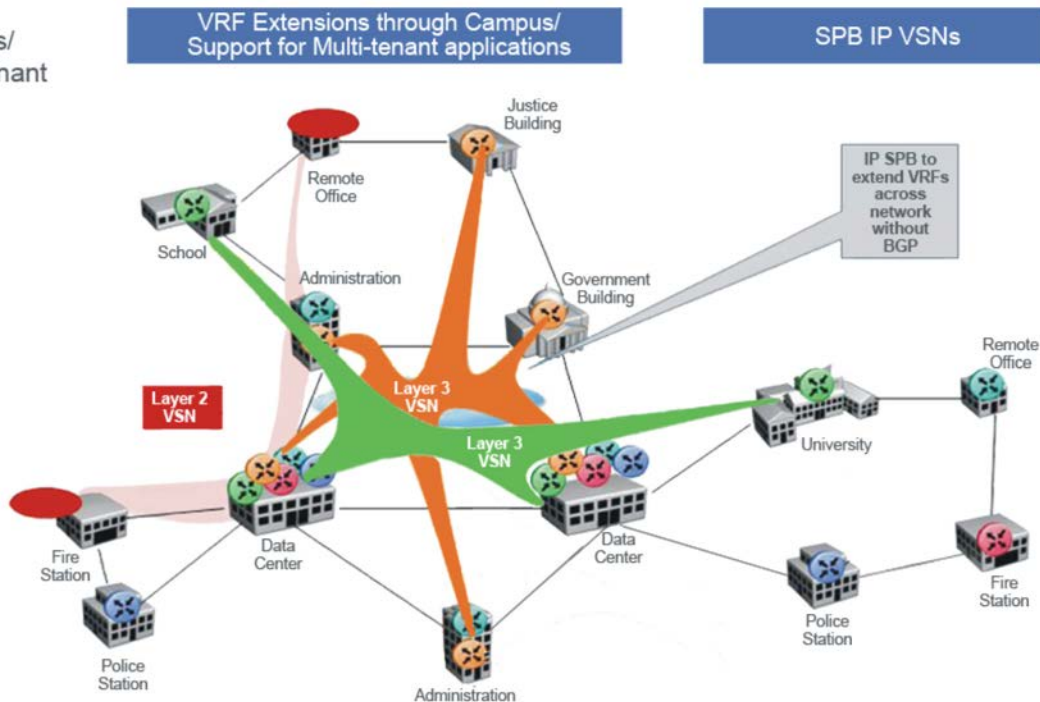 s/
nant
VRF Extensions through Campus/
Support for Multi-tenant applications
SPB IP VSNs
Justice
Building
Remote
Office
IP SPB to
extend VRFs
across
network
without
BGP
School
Administration
Government
Building
Remote
Office
Layer 2
VSN
Layer 3
VSN
Layer 3
VSN
University
Fire
Station
Data
Center
Data
Center
Fire
Station
Police
Station
Police
Station
Administration